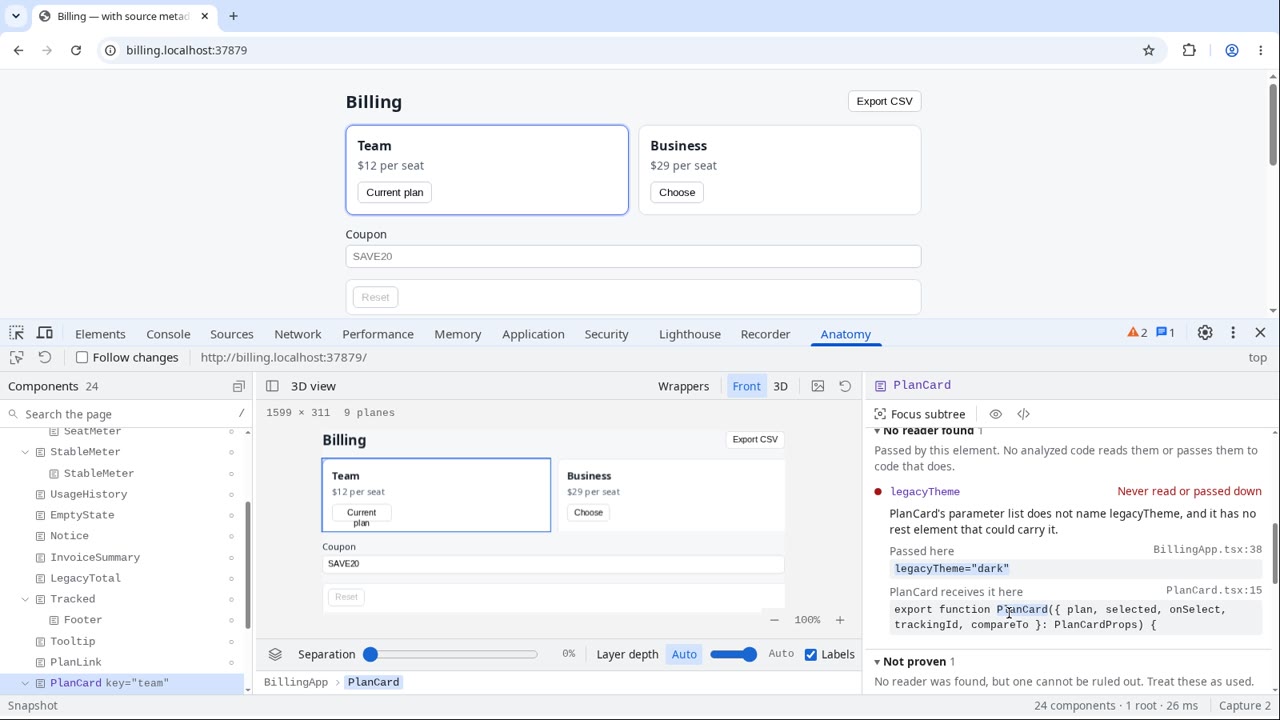 Billing — with source metad
billing.localhost:37879
Billing
Export CSV
Team
$12 per seat
Current plan
Business
$29 per seat
Choose
Coupon
SAVE20
Reset
Elements Console Sources Network Performance Memory Application Security Lighthouse Recorder Anatomy 2 1
Follow changes http://billing.localhost:37879/ top
Components 24
Search the page /
SeatMeter
StableMeter
StableMeter
UsageHistory
EmptyState
Notice
InvoiceSummary
LegacyTotal
Tracked
Footer
Tooltip
PlanLink
PlanCard key="team"
3D view Wrappers Front 3D
1599 × 311 9 planes
Billing
Export CSV
Team
$12 per seat
Current
plan
Business
$29 per seat
Choose
Coupon
SAVE20
Reset
100%
Separation 0% Layer depth Auto Auto Labels
BillingApp PlanCard
PlanCard
Focus subtree
No reader found 1
Passed by this element. No analyzed code reads them or passes them to
code that does.
legacyTheme Never read or passed down
PlanCard's parameter list does not name legacyTheme, and it has no
rest element that could carry it.
Passed here BillingApp.tsx:38
legacyTheme="dark"
PlanCard receives it here PlanCard.tsx:15
export function PlanCard({ plan, selected, onSelect,
trackingId, compareTo }: PlanCardProps) {
Not proven 1
No reader was found, but one cannot be ruled out. Treat these as used.
Snapshot 24 components · 1 root · 26 ms Capture 2